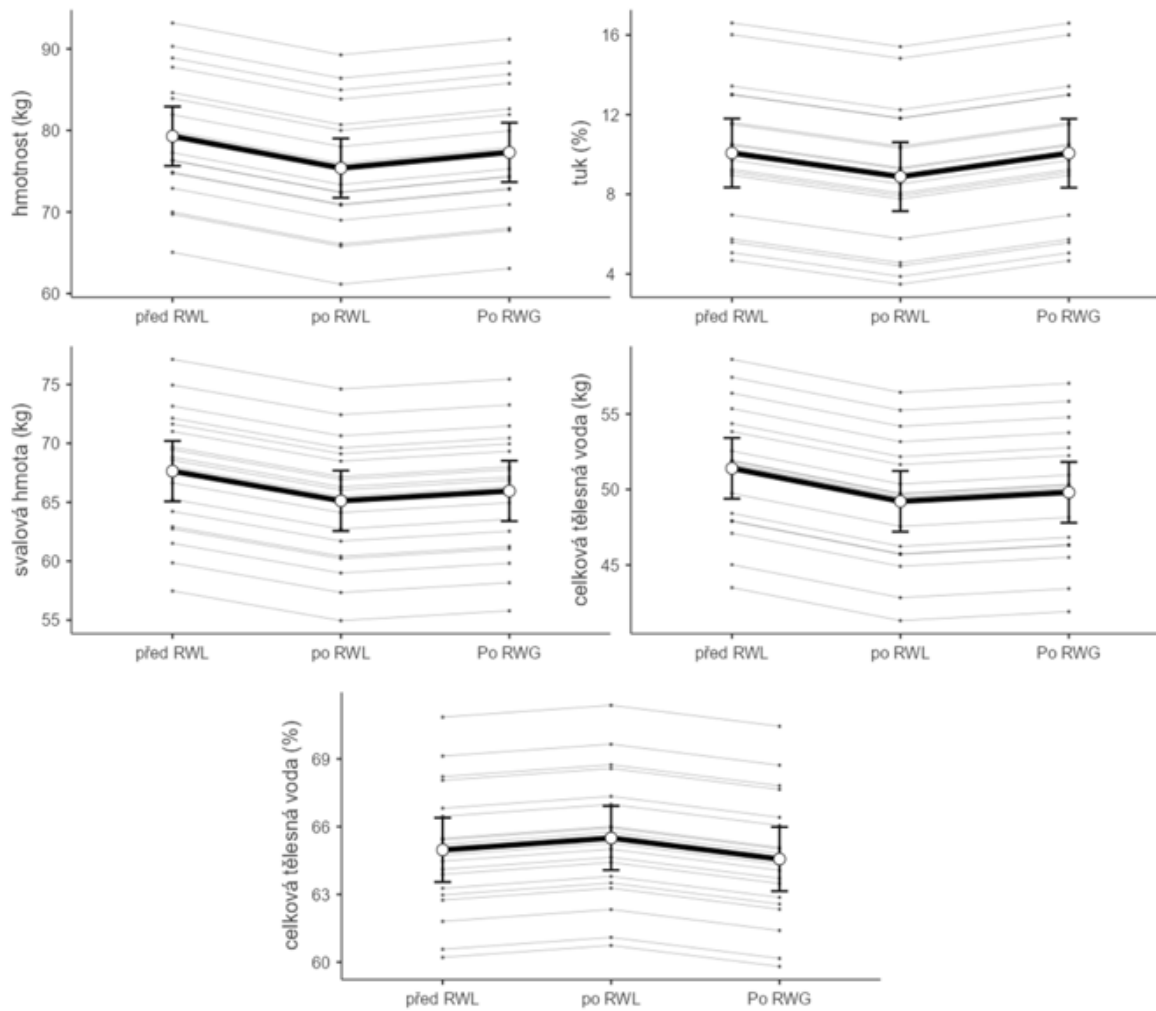 hmotnost (kg)
90
80
70
60
před RWL po RWL Po RWG
tuk (%)
16
12
8
4
před RWL po RWL Po RWG
svalová hmota (kg)
75
70
65
60
55
před RWL po RWL Po RWG
celková tělesná voda (kg)
55
50
45
před RWL po RWL Po RWG
celková tělesná voda (%)
69
66
63
60
před RWL po RWL Po RWG